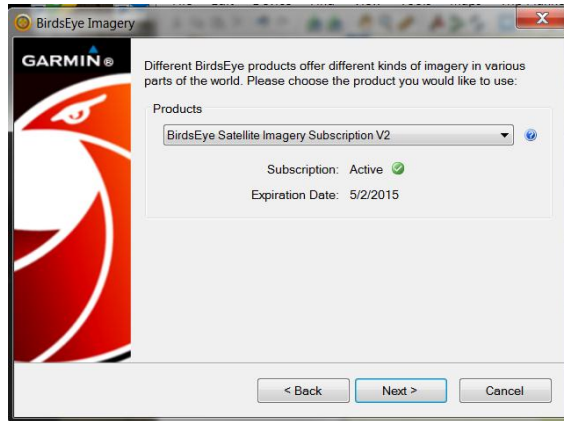 BirdsEye Imagery
GARMIN®
Different BirdsEye products offer different kinds of imagery in various
parts of the world. Please choose the product you would like to use:
Products
BirdsEye Satellite Imagery Subscription V2
Subscription: Active
Expiration Date: 5/2/2015
< Back Next > Cancel